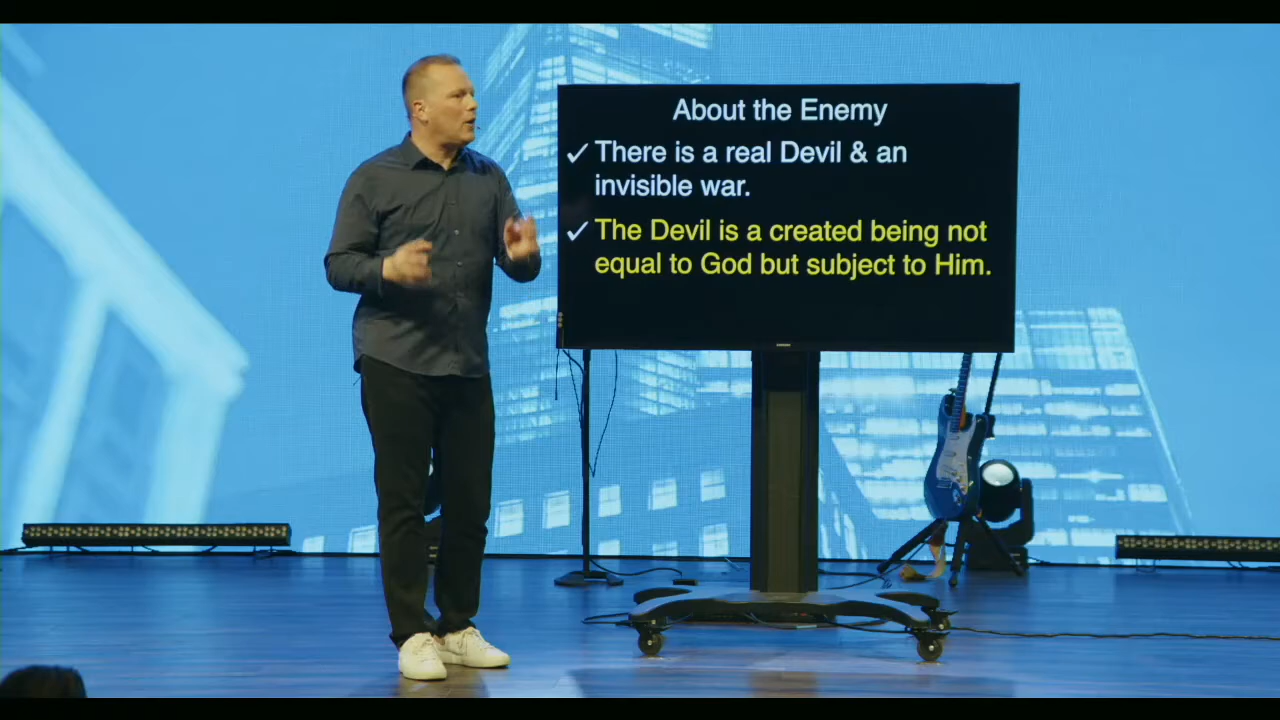 About the Enemy
✓ There is a real Devil & an
invisible war.
✓ The Devil is a created being not
equal to God but subject to Him.